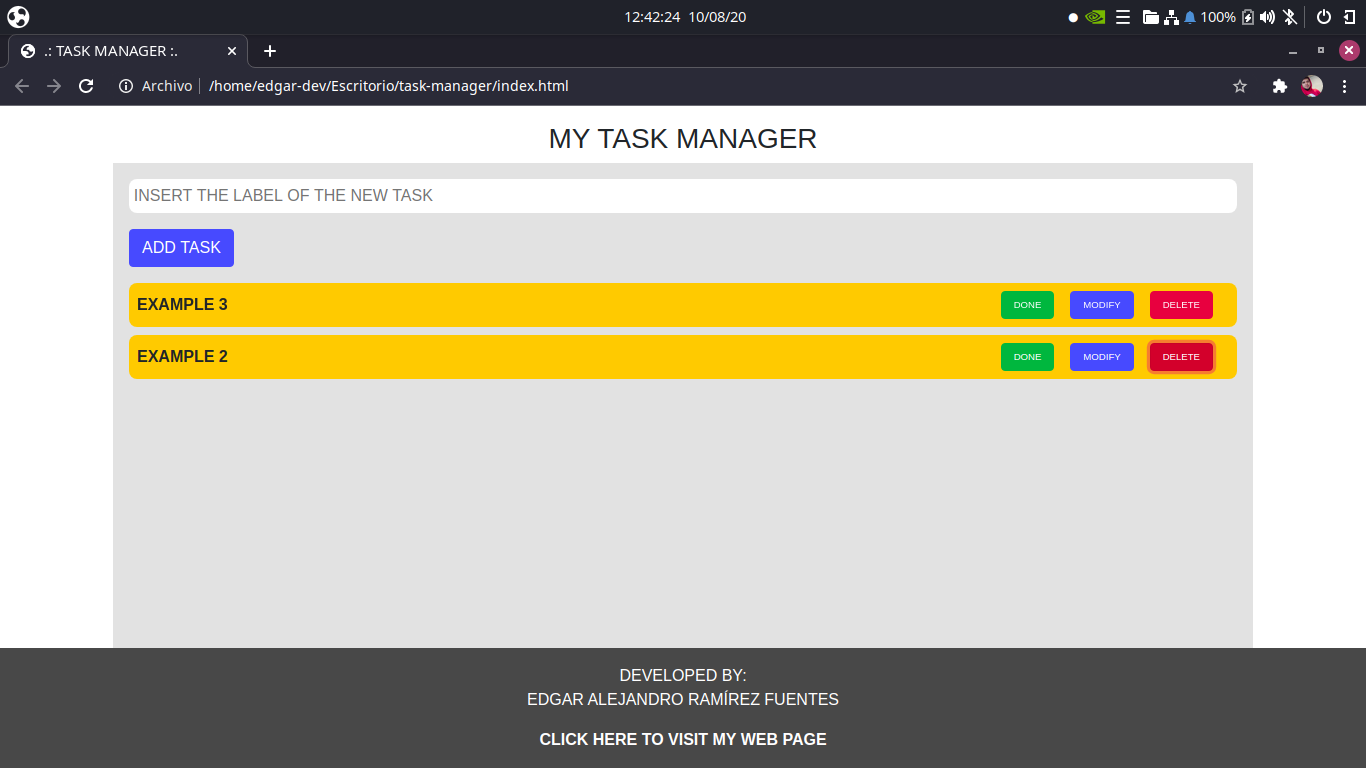 12:42:24 10/08/20
100%
.: TASK MANAGER :.
Archivo /home/edgar-dev/Escritorio/task-manager/index.html
MY TASK MANAGER
INSERT THE LABEL OF THE NEW TASK
ADD TASK
EXAMPLE 3 DONE MODIFY DELETE
EXAMPLE 2 DONE MODIFY DELETE
DEVELOPED BY:
EDGAR ALEJANDRO RAMÍREZ FUENTES
CLICK HERE TO VISIT MY WEB PAGE